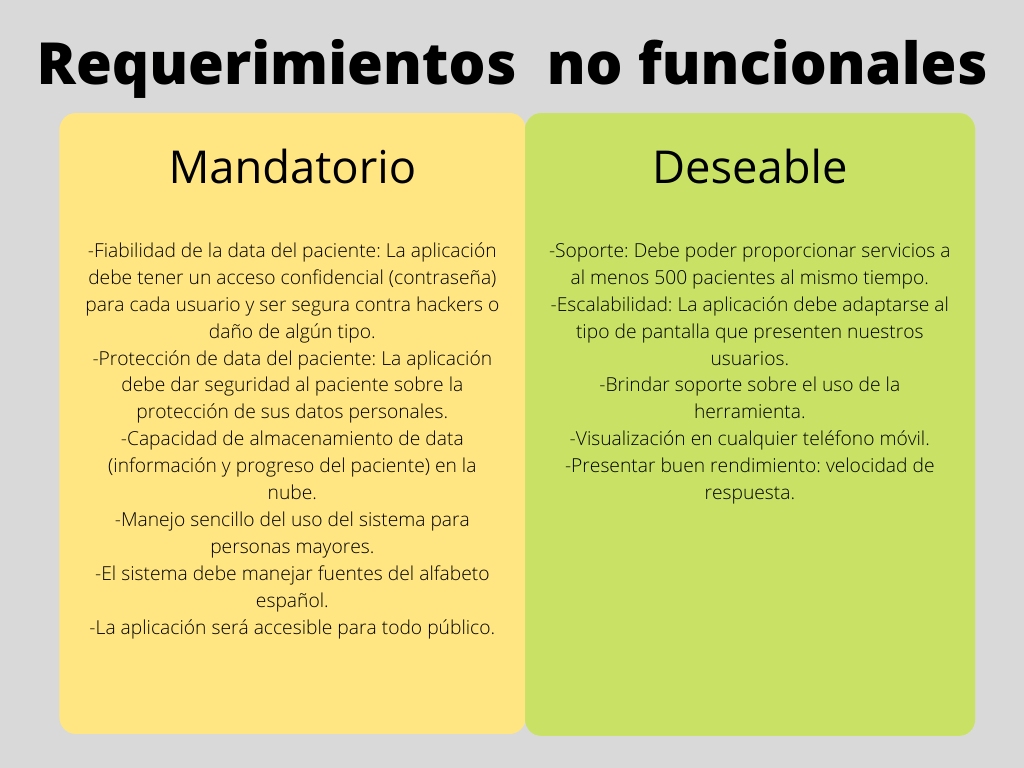 Requerimientos no funcionales
Mandatorio
-Fiabilidad de la data del paciente: La aplicación
debe tener un acceso confidencial (contraseña)
para cada usuario y ser segura contra hackers o
daño de algún tipo.
-Protección de data del paciente: La aplicación
debe dar seguridad al paciente sobre la
protección de sus datos personales.
-Capacidad de almacenamiento de data
(información y progreso del paciente) en la
nube.
-Manejo sencillo del uso del sistema para
personas mayores.
-El sistema debe manejar fuentes del alfabeto
español.
-La aplicación será accesible para todo público.
Deseable
-Soporte: Debe poder proporcionar servicios a
al menos 500 pacientes al mismo tiempo.
-Escalabilidad: La aplicación debe adaptarse al
tipo de pantalla que presenten nuestros
usuarios.
-Brindar soporte sobre el uso de la
herramienta.
-Visualización en cualquier teléfono móvil.
-Presentar buen rendimiento: velocidad de
respuesta.